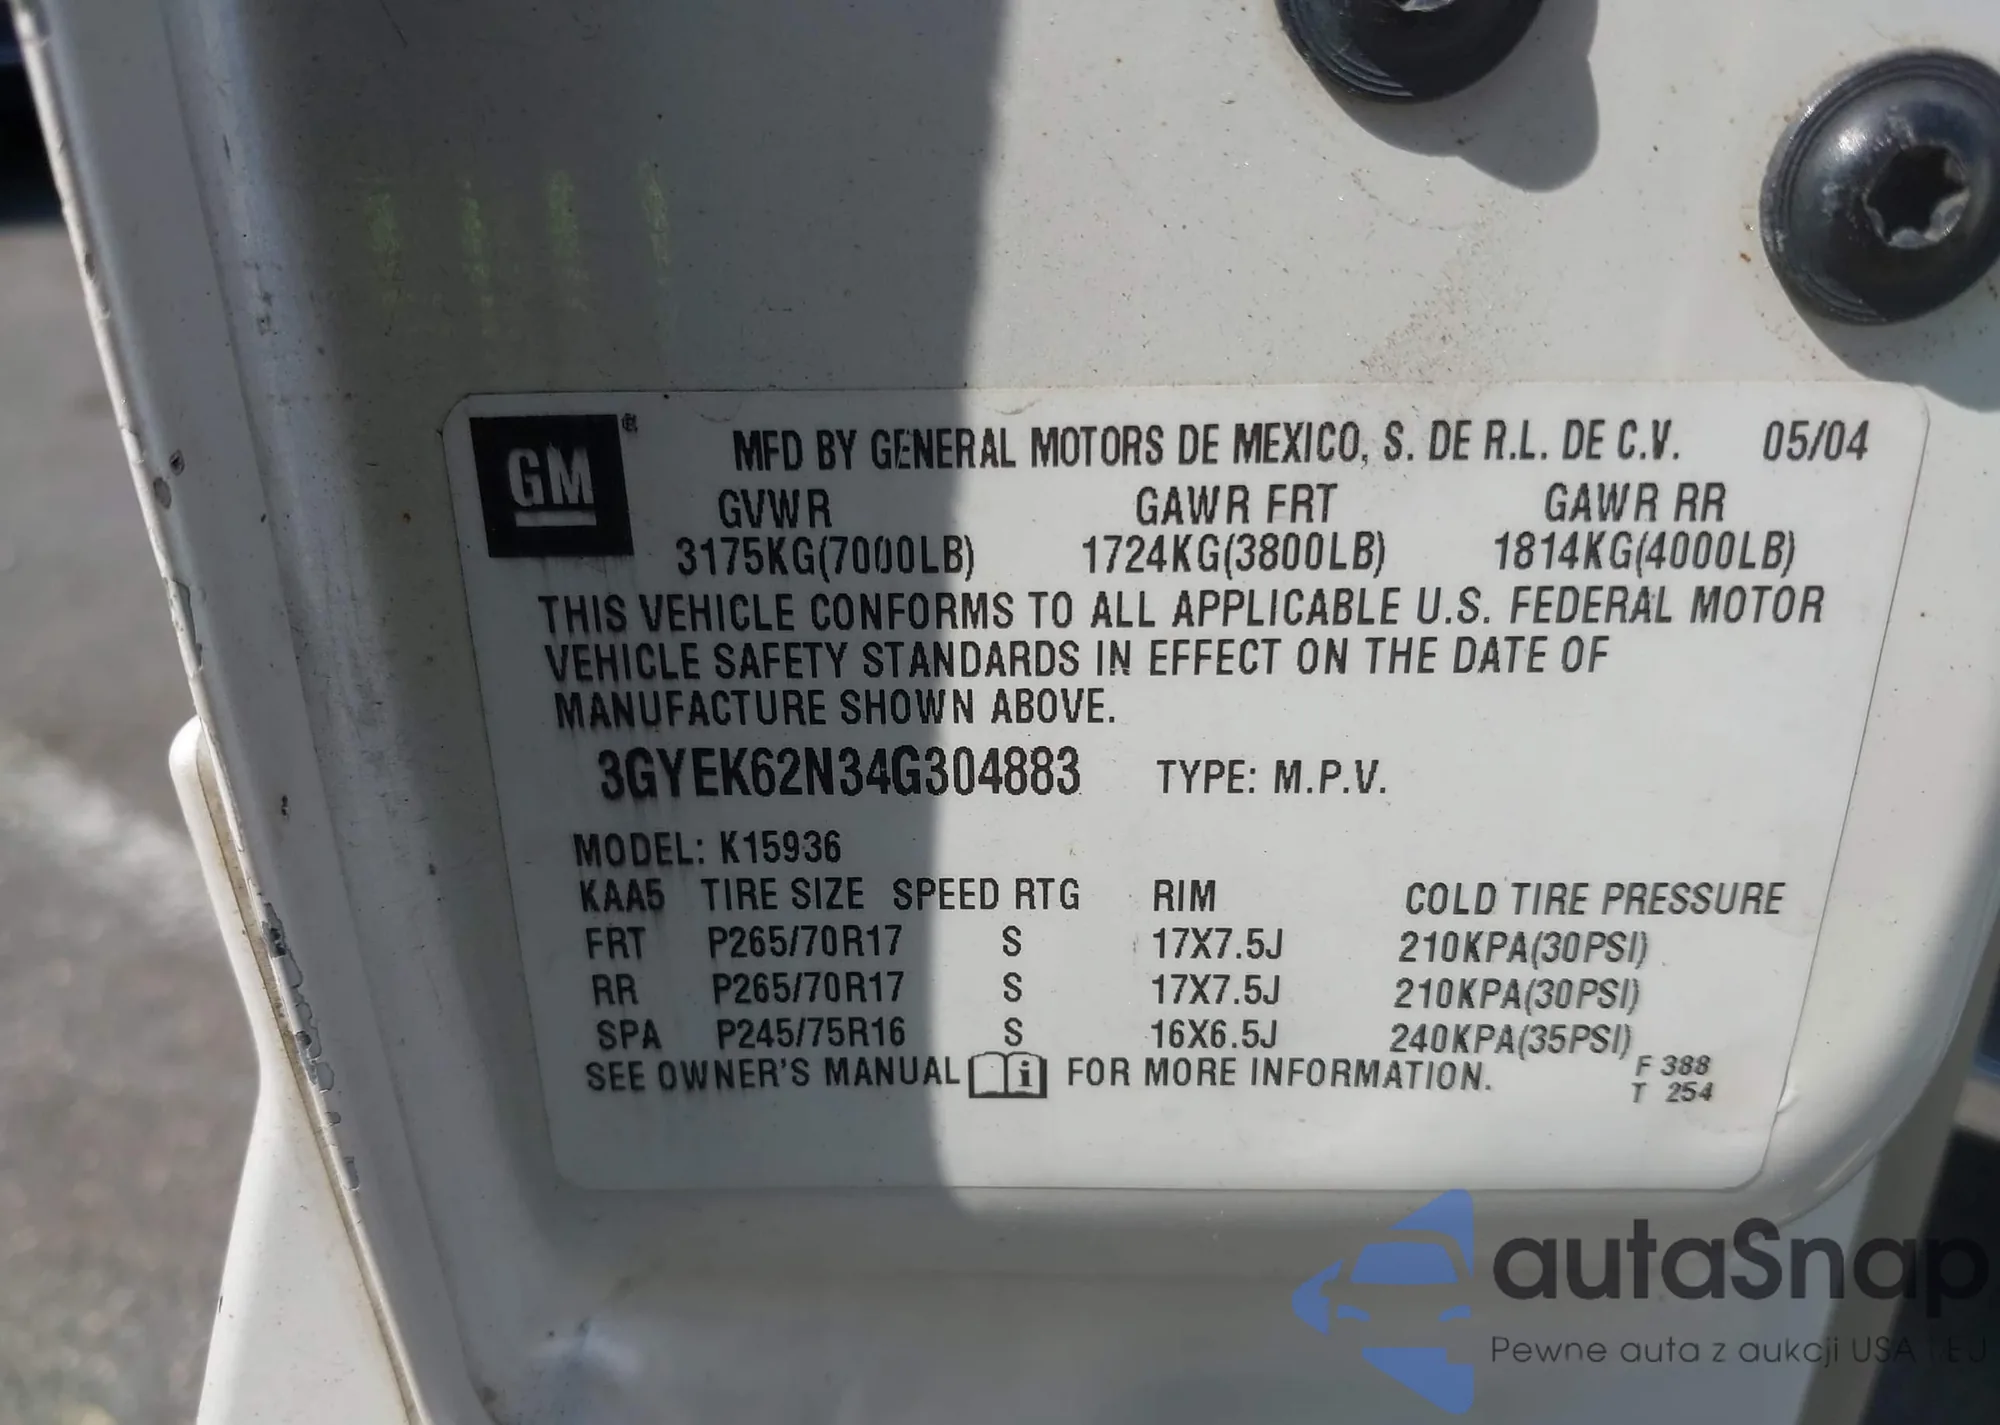 GM ® MFD BY GENERAL MOTORS DE MEXICO, S. DE R.L. DE C.V. 05/04
GVWR GAWR FRT GAWR RR
3175KG(7000LB) 1724KG(3800LB) 1814KG(4000LB)
THIS VEHICLE CONFORMS TO ALL APPLICABLE U.S. FEDERAL MOTOR
VEHICLE SAFETY STANDARDS IN EFFECT ON THE DATE OF
MANUFACTURE SHOWN ABOVE.
3GYEK62N34G304883 TYPE: M.P.V.
MODEL: K15936
KAA5 TIRE SIZE SPEED RTG RIM COLD TIRE PRESSURE
FRT P265/70R17 S 17X7.5J 210KPA(30PSI)
RR P265/70R17 S 17X7.5J 210KPA(30PSI)
SPA P245/75R16 S 16X6.5J 240KPA(35PSI)
SEE OWNER'S MANUAL i FOR MORE INFORMATION.
F 388
T 254
autaSnap
Pewne auta z aukcji USA i EU